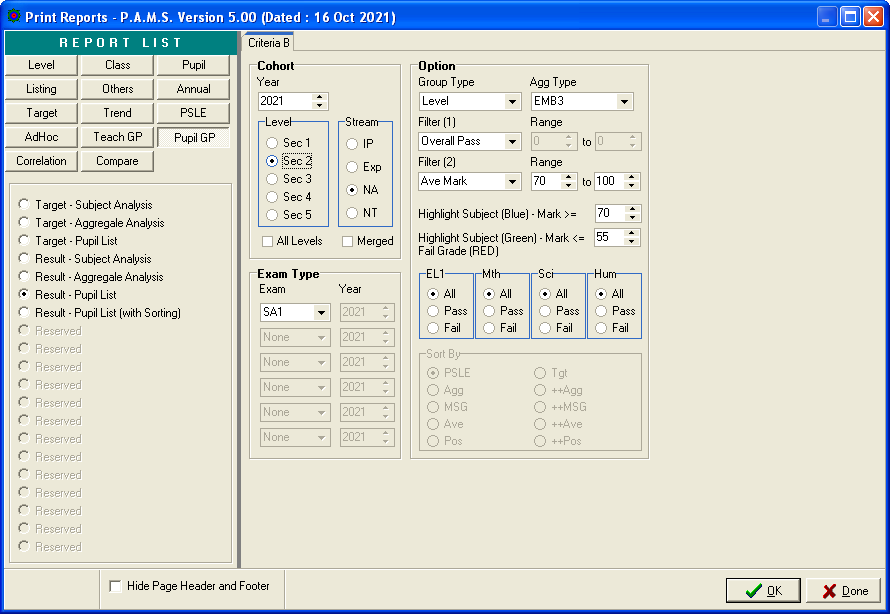 Print Reports - P.A.M.S. Version 5.00 (Dated : 16 Oct 2021)
REPORT LIST
Level Class Pupil
Listing Others Annual
Target Trend PSLE
AdHoc Teach GP Pupil GP
Correlation Compare
Target - Subject Analysis
Target - Aggregate Analysis
Target - Pupil List
Result - Subject Analysis
Result - Aggregate Analysis
Result - Pupil List
Result - Pupil List (with Sorting)
Reserved
Reserved
Reserved
Reserved
Reserved
Reserved
Reserved
Reserved
Reserved
Reserved
Reserved
Reserved
Reserved
Criteria B
Cohort
Year
2021
Level
Sec 1
Sec 2
Sec 3
Sec 4
Sec 5
Stream
IP
Exp
NA
NT
All Levels Merged
Exam Type
Exam Year
SA1 2021
None 2021
None 2021
None 2021
None 2021
None 2021
Option
Group Type Agg Type
Level EMB3
Filter (1) Range
Overall Pass 0 to 0
Filter (2) Range
Ave Mark 70 to 100
Highlight Subject (Blue) - Mark >= 70
Highlight Subject (Green) - Mark <= 55
Fail Grade (RED)
EL1 Mth Sci Hum
All All All All
Pass Pass Pass Pass
Fail Fail Fail Fail
Sort By
PSLE Tgt
Agg ++Agg
MSG ++MSG
Ave ++Ave
Pos ++Pos
Hide Page Header and Footer
OK Done